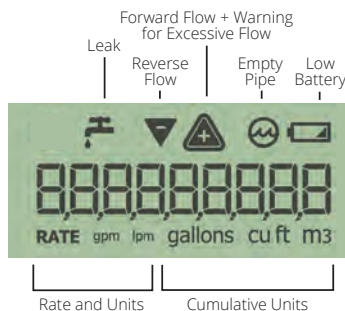 Forward Flow + Warning
for Excessive Flow
Leak
Reverse
Flow
Empty
Pipe
Low
Battery
- +
8,8,8,8,8,8,8,8,8
RATE gpm lpm gallons cu ft m3
Rate and Units Cumulative Units